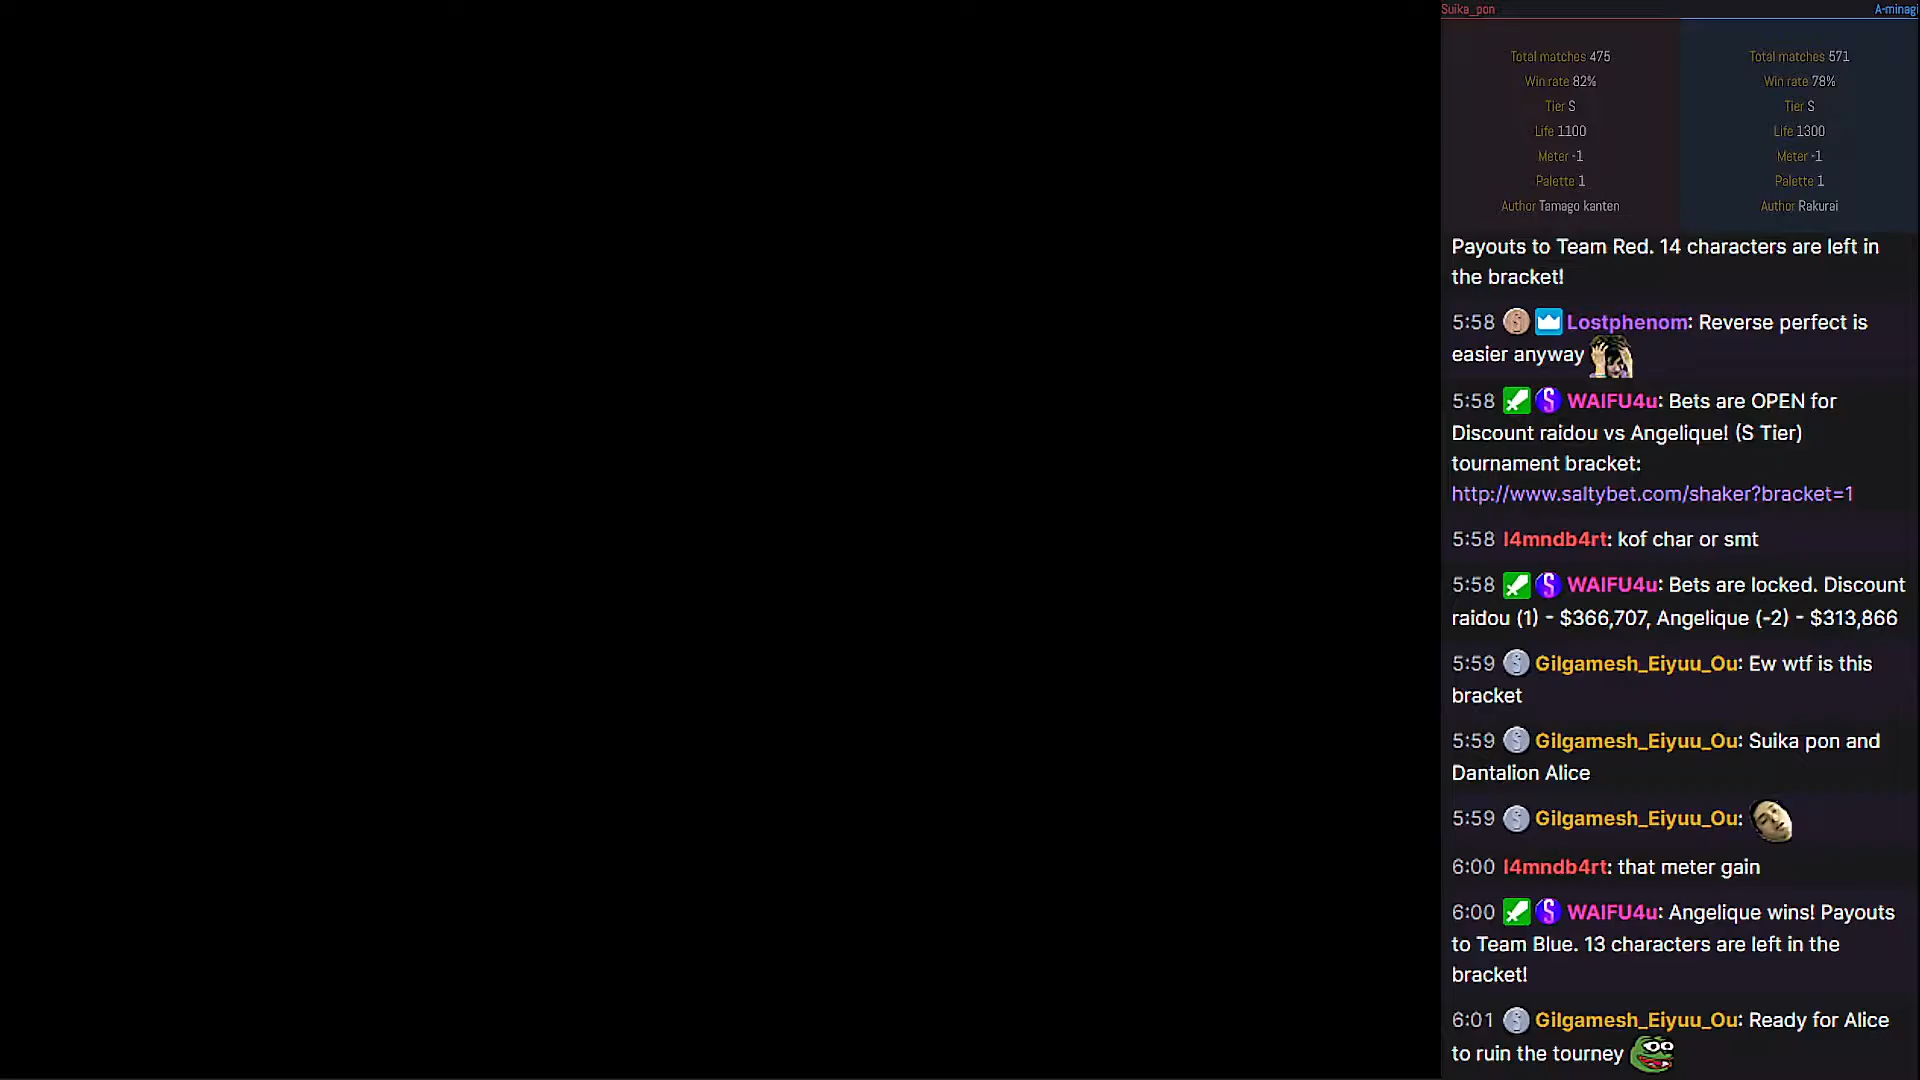 Suika_pon
A-minagi
Total matches 475
Win rate 82%
Tier S
Life 1100
Meter -1
Palette 1
Author Tamago kanten
Total matches 571
Win rate 78%
Tier S
Life 1300
Meter -1
Palette 1
Author Rakurai
Payouts to Team Red. 14 characters are left in
the bracket!
5:58 Lostphenom: Reverse perfect is
easier anyway
5:58 WAIFU4u: Bets are OPEN for
Discount raidou vs Angelique! (S Tier)
tournament bracket:
http://www.saltybet.com/shaker?bracket=1
5:58 l4mndb4rt: kof char or smt
5:58 WAIFU4u: Bets are locked. Discount
raidou (1) - $366,707, Angelique (-2) - $313,866
5:59 Gilgamesh_Eiyuu_Ou: Ew wtf is this
bracket
5:59 Gilgamesh_Eiyuu_Ou: Suika pon and
Dantalion Alice
5:59 Gilgamesh_Eiyuu_Ou:
6:00 l4mndb4rt: that meter gain
6:00 WAIFU4u: Angelique wins! Payouts
to Team Blue. 13 characters are left in the
bracket!
6:01 Gilgamesh_Eiyuu_Ou: Ready for Alice
to ruin the tourney